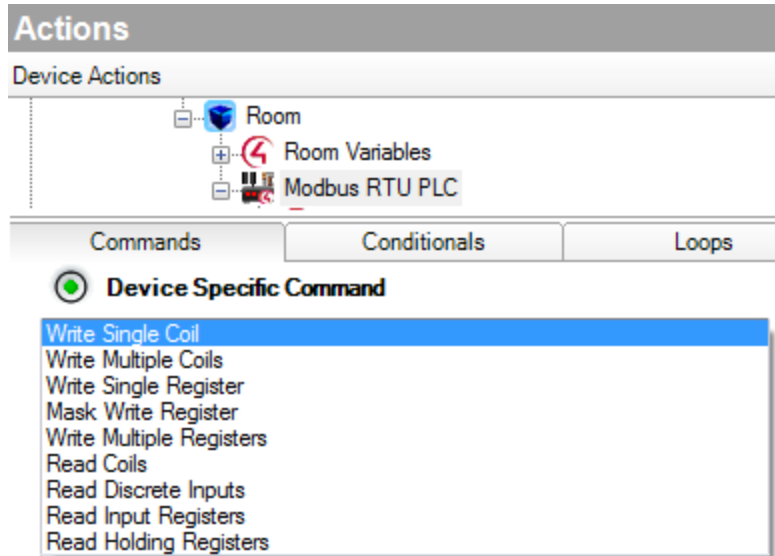 Actions
Device Actions
Room
Room Variables
Modbus RTU PLC
Commands Conditionals Loops
Device Specific Command
Write Single Coil
Write Multiple Coils
Write Single Register
Mask Write Register
Write Multiple Registers
Read Coils
Read Discrete Inputs
Read Input Registers
Read Holding Registers